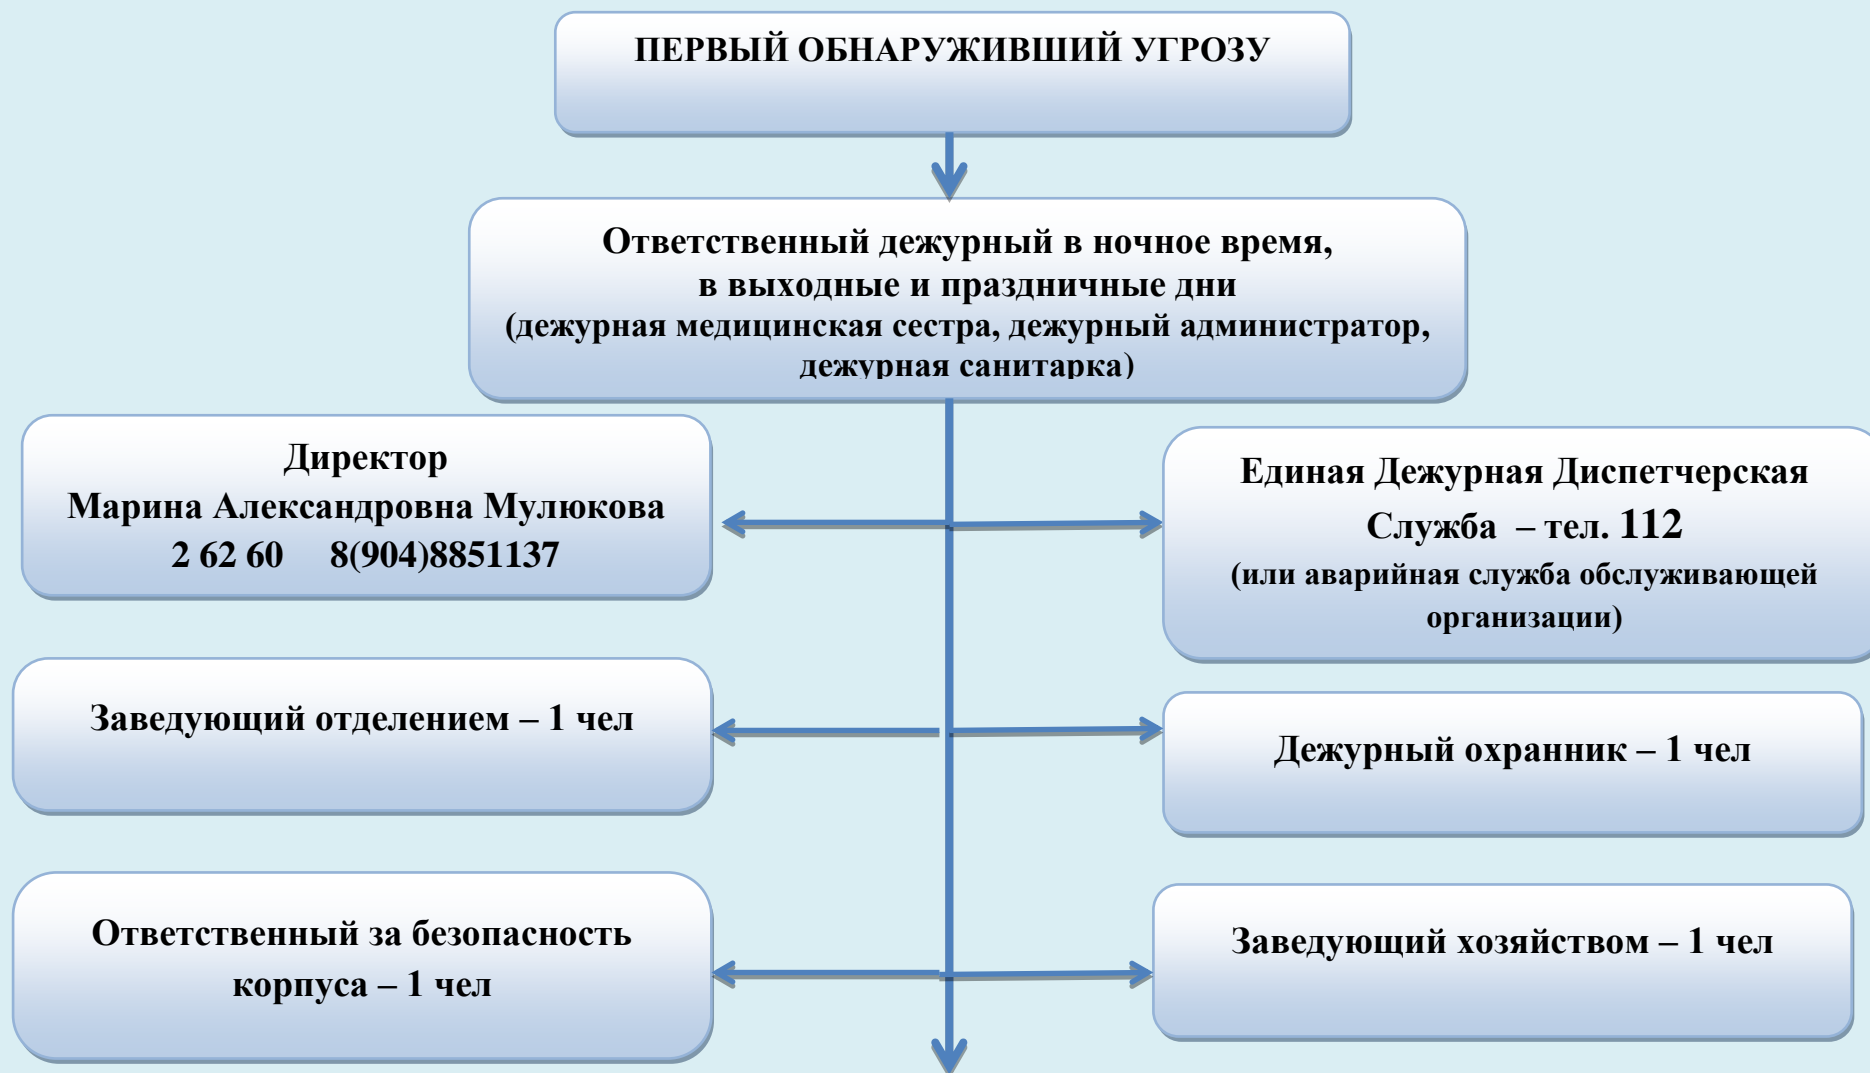 ПЕРВЫЙ ОБНАРУЖИВШИЙ УГРОЗУ
Ответственный дежурный в ночное время,
в выходные и праздничные дни
(дежурная медицинская сестра, дежурный администратор,
дежурная санитарка)
Директор
Марина Александровна Мулюкова
2 62 60 8(904)8851137
Единая Дежурная Диспетчерская
Служба – тел. 112
(или аварийная служба обслуживающей
организации)
Заведующий отделением – 1 чел
Дежурный охранник – 1 чел
Ответственный за безопасность
корпуса – 1 чел
Заведующий хозяйством – 1 чел